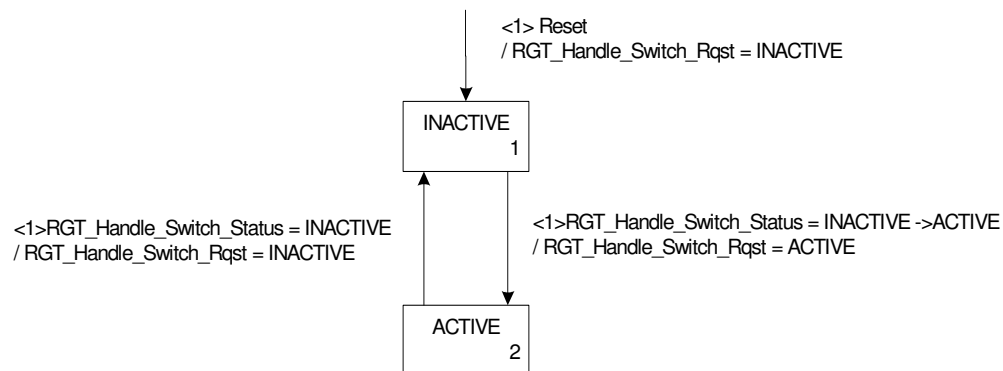 <1> Reset
/ RGT_Handle_Switch_Rqst = INACTIVE
INACTIVE
1
<1>RGT_Handle_Switch_Status = INACTIVE
/ RGT_Handle_Switch_Rqst = INACTIVE
<1>RGT_Handle_Switch_Status = INACTIVE ->ACTIVE
/ RGT_Handle_Switch_Rqst = ACTIVE
ACTIVE
2